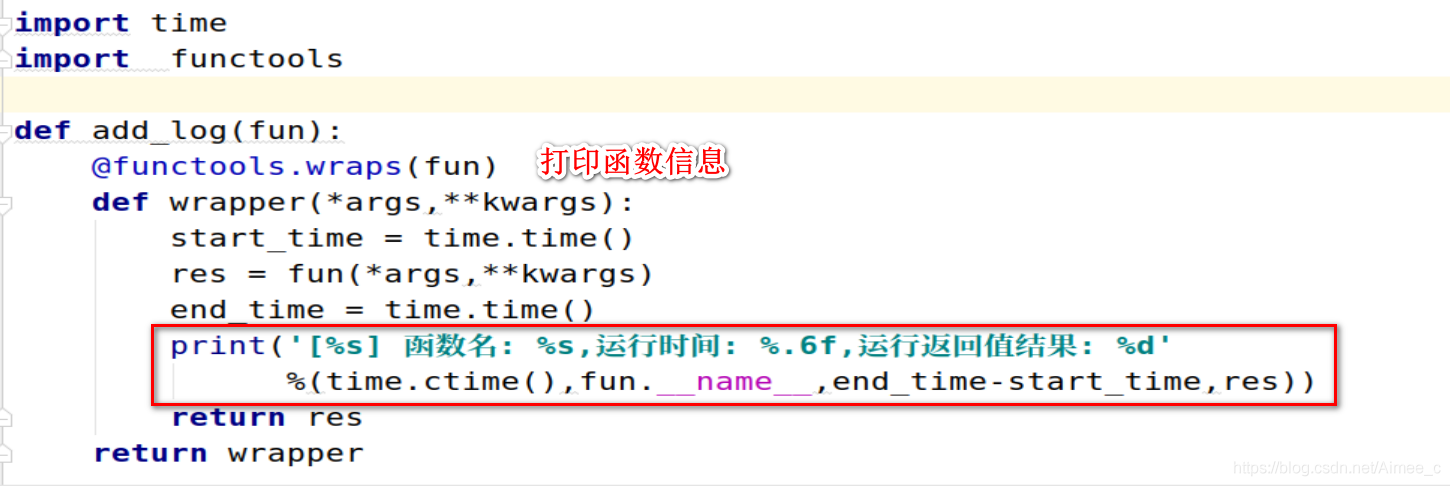 import time
import  functools
def add_log(fun):
    @functools.wraps(fun) 打印函数信息
    def wrapper(*args,**kwargs):
        start_time = time.time()
        res = fun(*args,**kwargs)
        end_time = time.time()
        print('[%s] 函数名: %s,运行时间: %.6f,运行返回值结果: %d'
              %(time.ctime(),fun.__name__,end_time-start_time,res))
        return res
    return wrapper
https://blog.csdn.net/Aimee_c